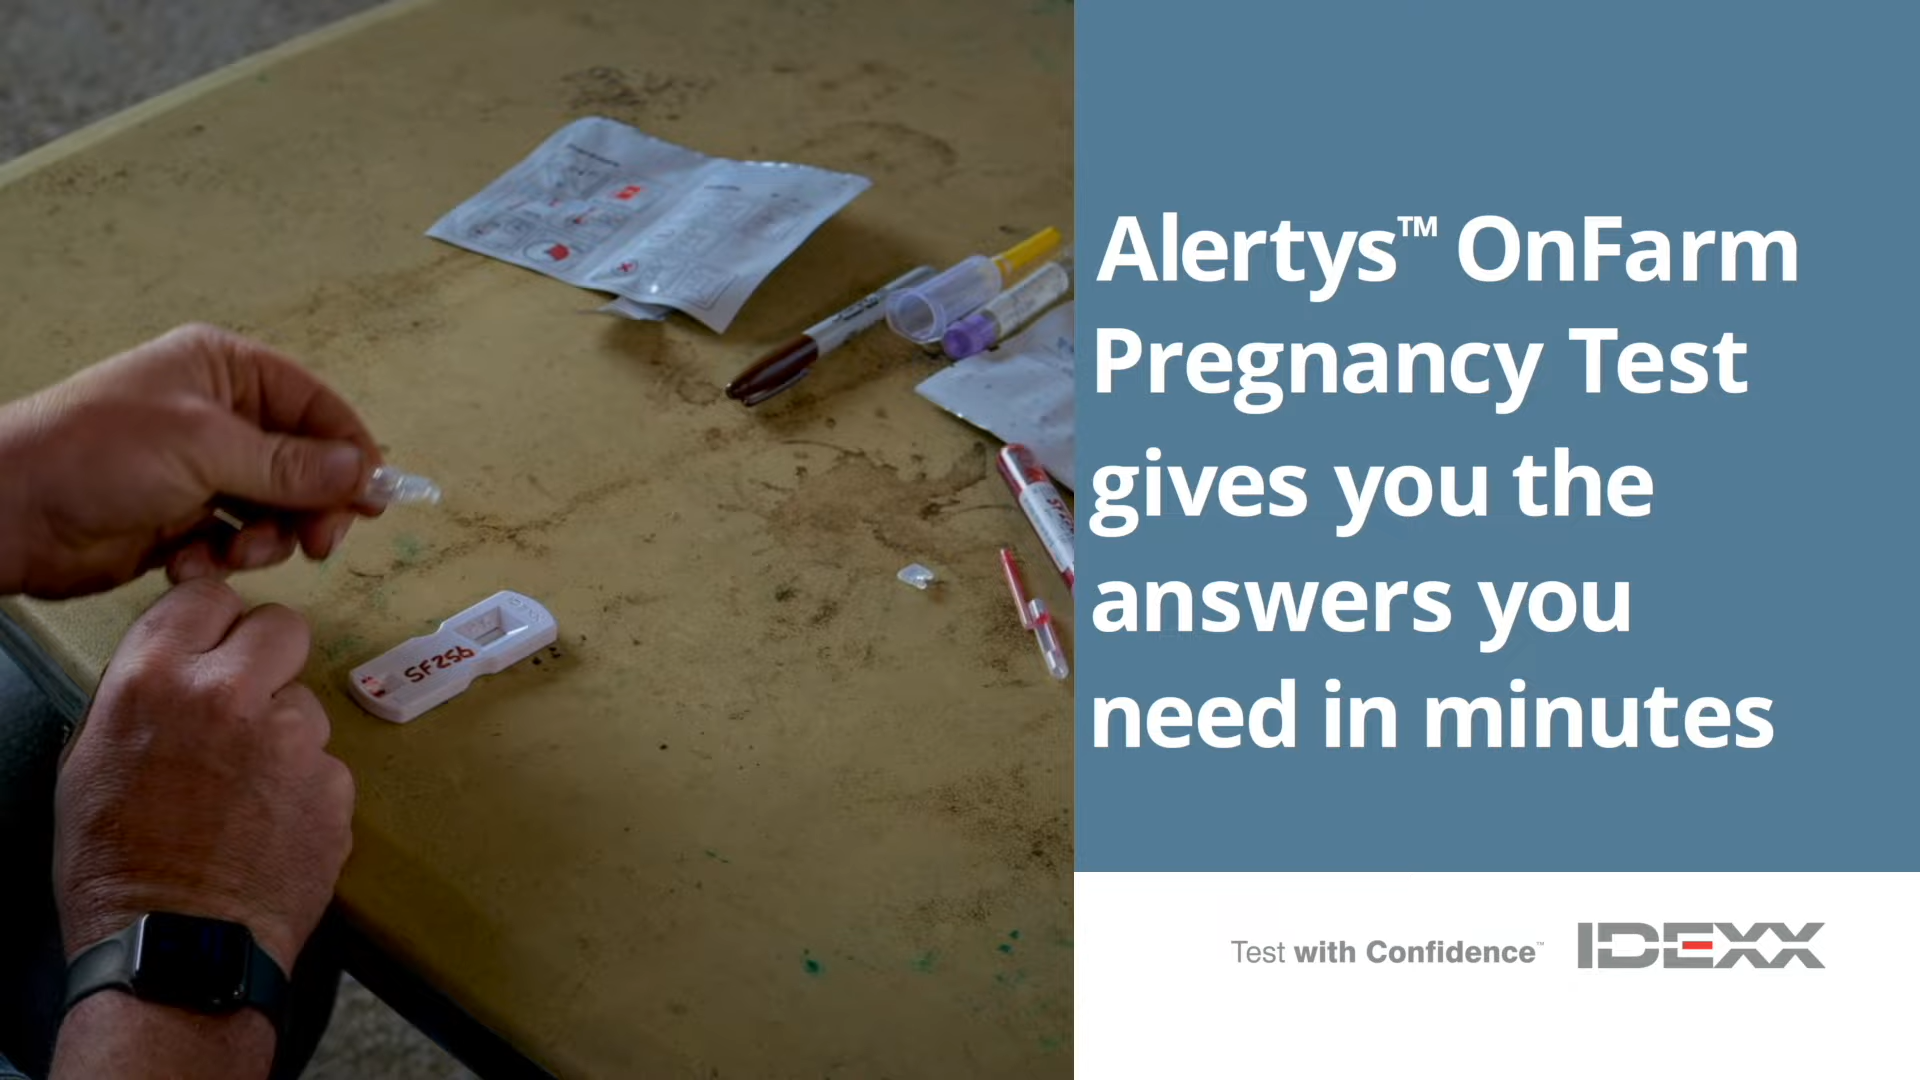 Alertys™ OnFarm
Pregnancy Test
gives you the
answers you
need in minutes
Test with Confidence™
IDEXX
SF256